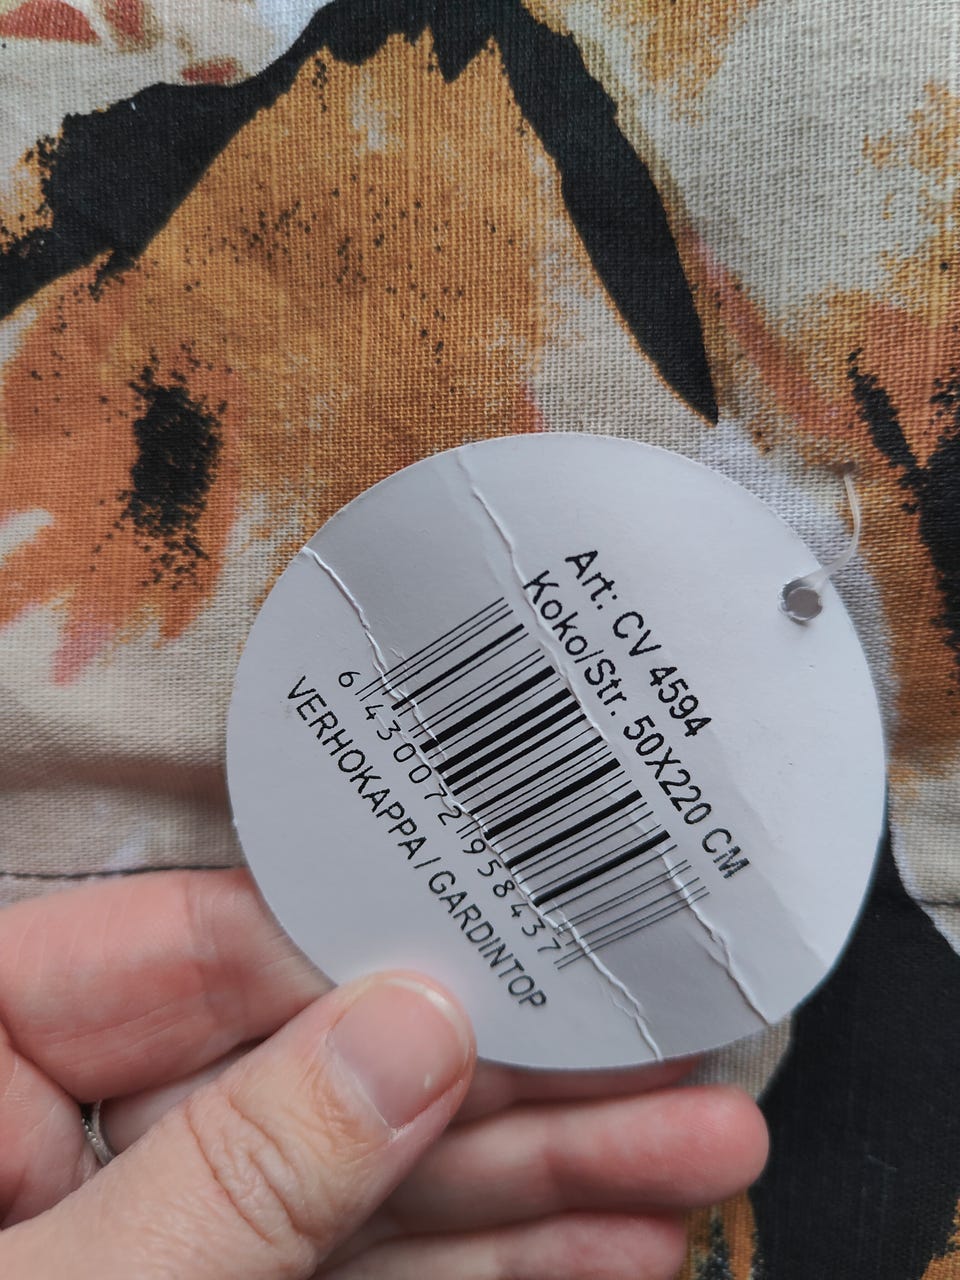 Art: CV 4594
Koko/Str. 50X220 CM
6 430072 958437
VERHOKAPPA / GARDINTOP